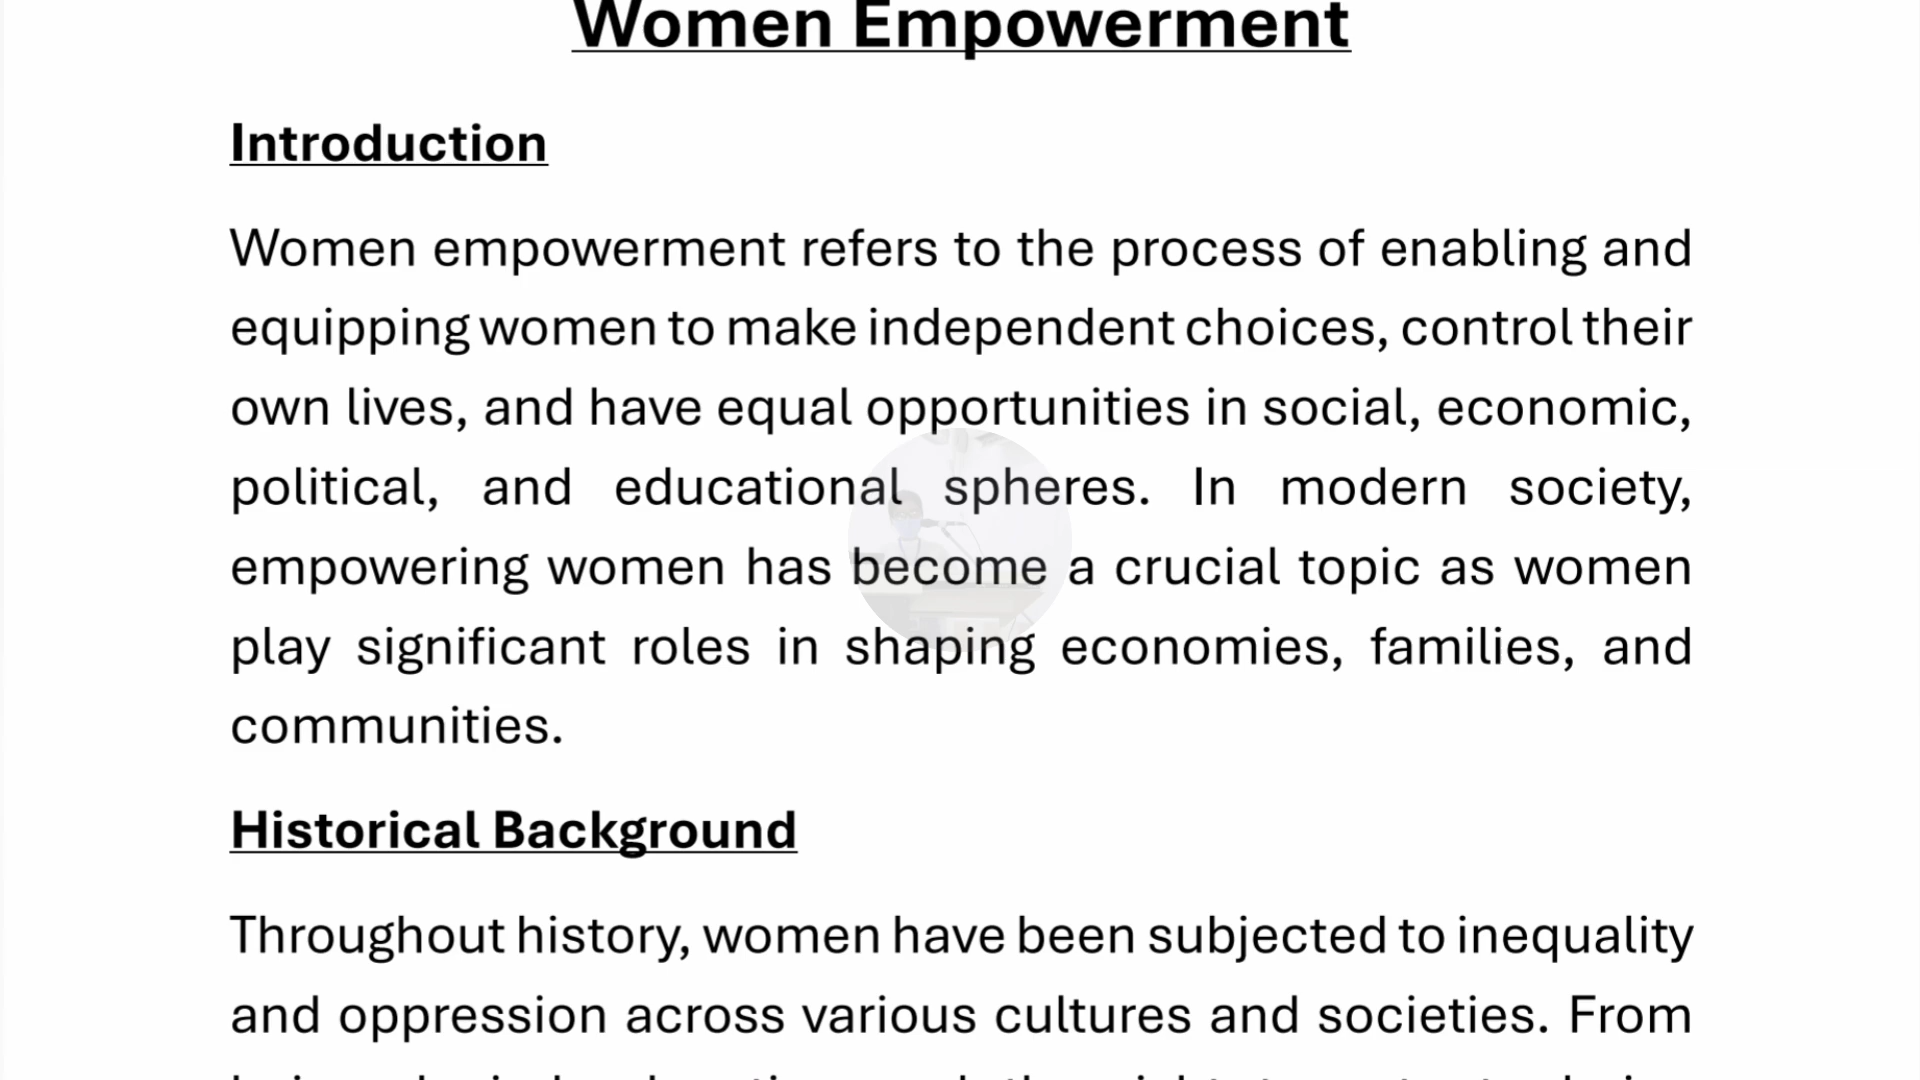 Women Empowerment
Introduction
Women empowerment refers to the process of enabling and
equipping women to make independent choices, control their
own lives, and have equal opportunities in social, economic,
political, and educational spheres. In modern society,
empowering women has become a crucial topic as women
play significant roles in shaping economies, families, and
communities.
Historical Background
Throughout history, women have been subjected to inequality
and oppression across various cultures and societies. From